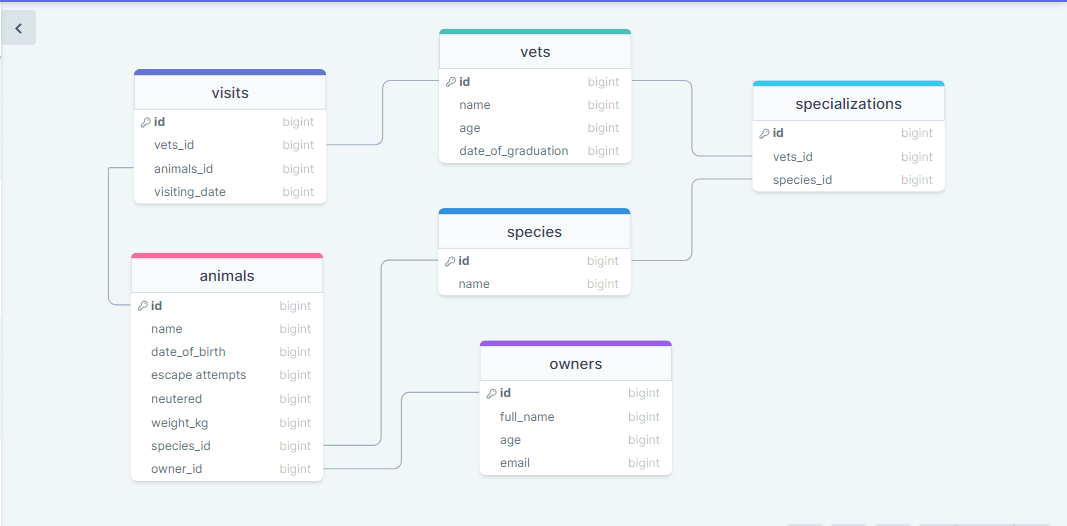 visits
id bigint
vets_id bigint
animals_id bigint
visiting_date bigint
vets
id bigint
name bigint
age bigint
date_of_graduation bigint
specializations
id bigint
vets_id bigint
species_id bigint
species
id bigint
name bigint
animals
id bigint
name bigint
date_of_birth bigint
escape attempts bigint
neutered bigint
weight_kg bigint
species_id bigint
owner_id bigint
owners
id bigint
full_name bigint
age bigint
email bigint